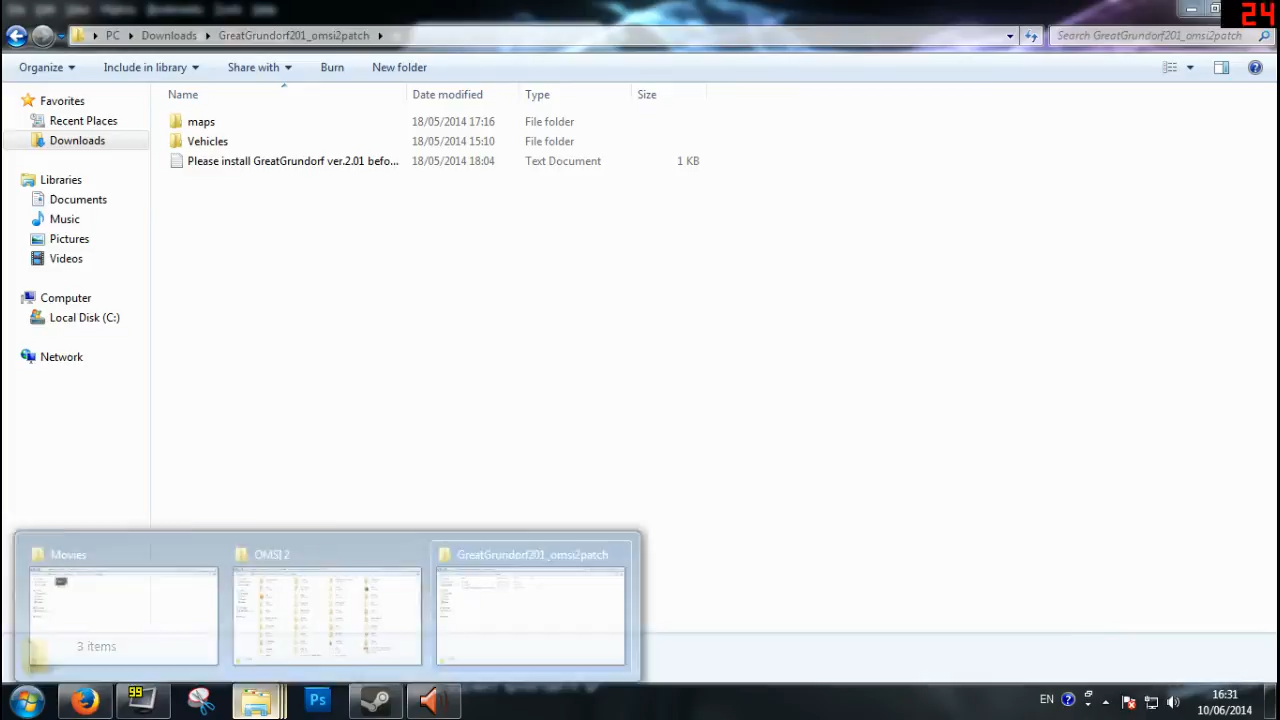 24
PC Downloads GreatGrundorf201_omsi2patch Search GreatGrundorf201_omsi2patch
Organize Include in library Share with Burn New folder
Name Date modified Type Size
Favorites
Recent Places
Downloads
Libraries
Documents
Music
Pictures
Videos
Computer
Local Disk (C:)
Network
maps 18/05/2014 17:16 File folder
Vehicles 18/05/2014 15:10 File folder
Please install GreatGrundorf ver.2.01 befo... 18/05/2014 18:04 Text Document 1 KB
Movies OMSI 2 GreatGrundorf201_omsi2patch
3 items
99 Ps EN 16:31
10/06/2014